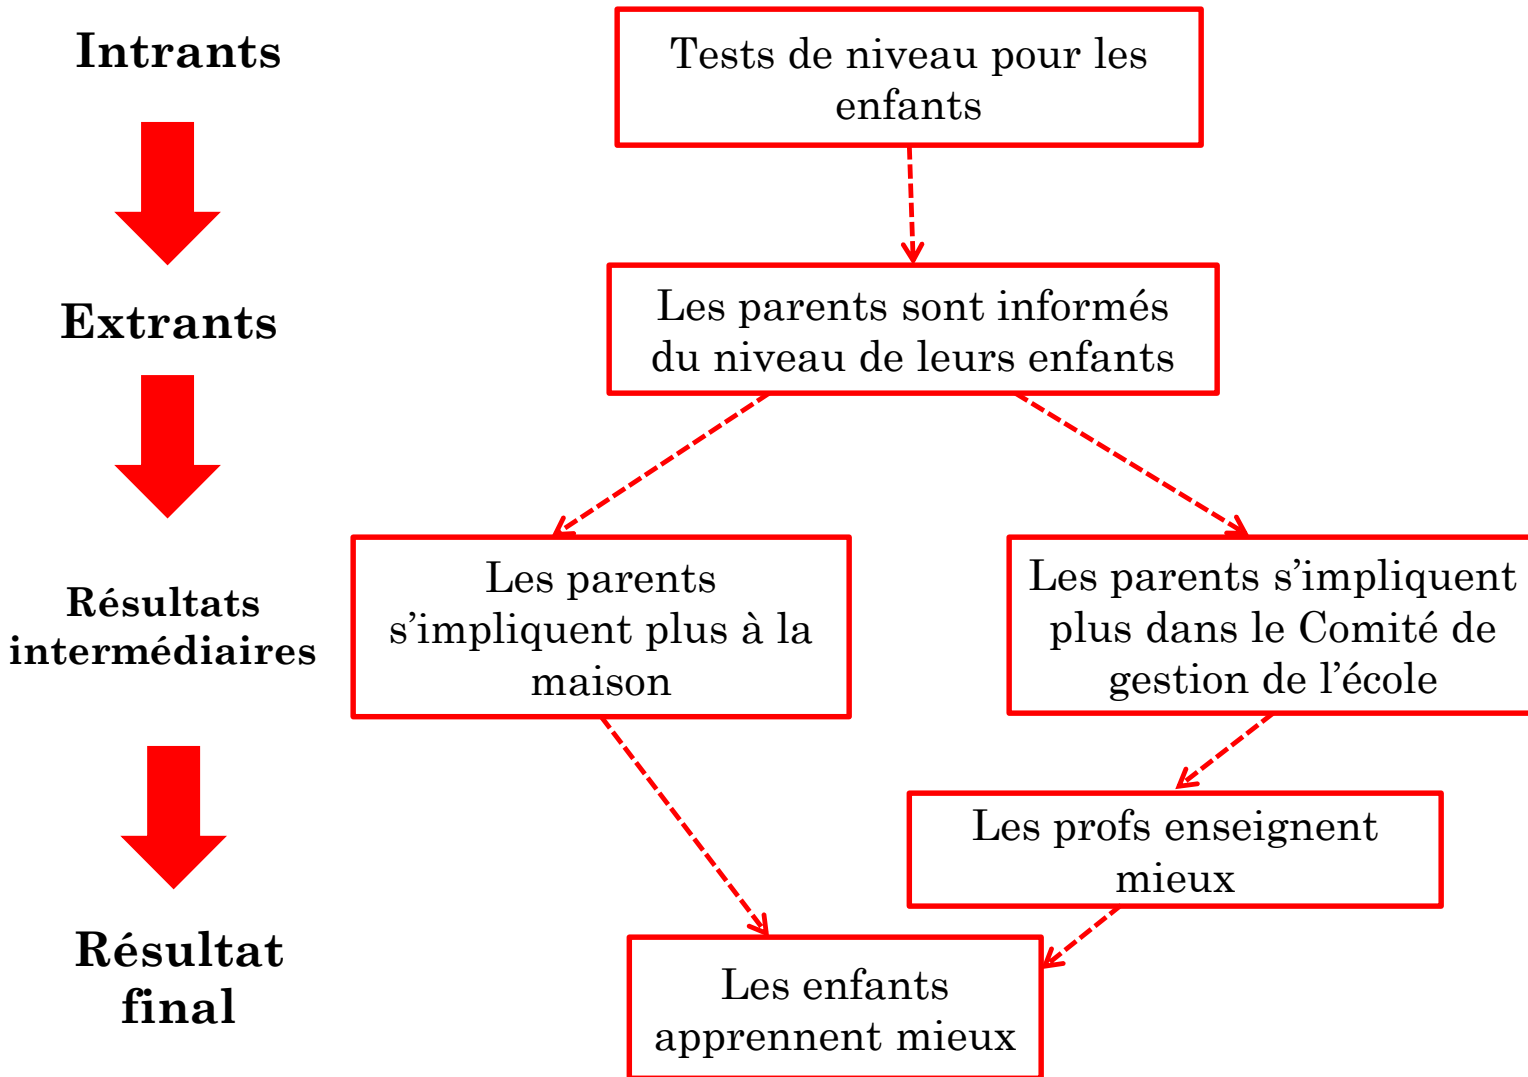 Intrants
Tests de niveau pour les
enfants
Extrants
Les parents sont informés
du niveau de leurs enfants
Résultats
intermédiaires
Les parents
s'impliquent plus à la
maison
Les parents s'impliquent
plus dans le Comité de
gestion de l'école
Les profs enseignent
mieux
Résultat
final
Les enfants
apprennent mieux